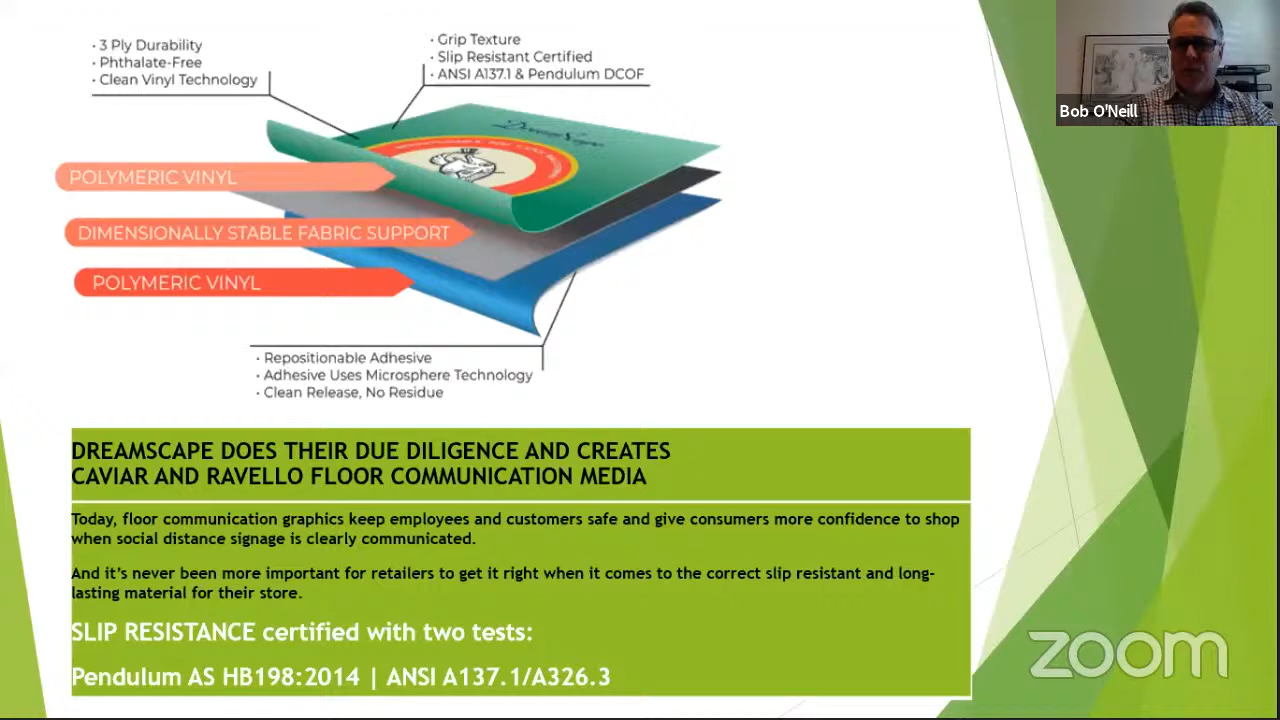 · 3 Ply Durability
· Phthalate-Free
· Clean Vinyl Technology
· Grip Texture
· Slip Resistant Certified
· ANSI A137.1 & Pendulum DCOF
Bob O'Neill
DreamScape
POLYMERIC VINYL
DIMENSIONALLY STABLE FABRIC SUPPORT
POLYMERIC VINYL
· Repositionable Adhesive
· Adhesive Uses Microsphere Technology
· Clean Release, No Residue
DREAMSCAPE DOES THEIR DUE DILIGENCE AND CREATES
CAVIAR AND RAVELLO FLOOR COMMUNICATION MEDIA
Today, floor communication graphics keep employees and customers safe and give consumers more confidence to shop
when social distance signage is clearly communicated.
And it's never been more important for retailers to get it right when it comes to the correct slip resistant and long-
lasting material for their store.
SLIP RESISTANCE certified with two tests:
Pendulum AS HB198:2014 | ANSI A137.1/A326.3
zoom